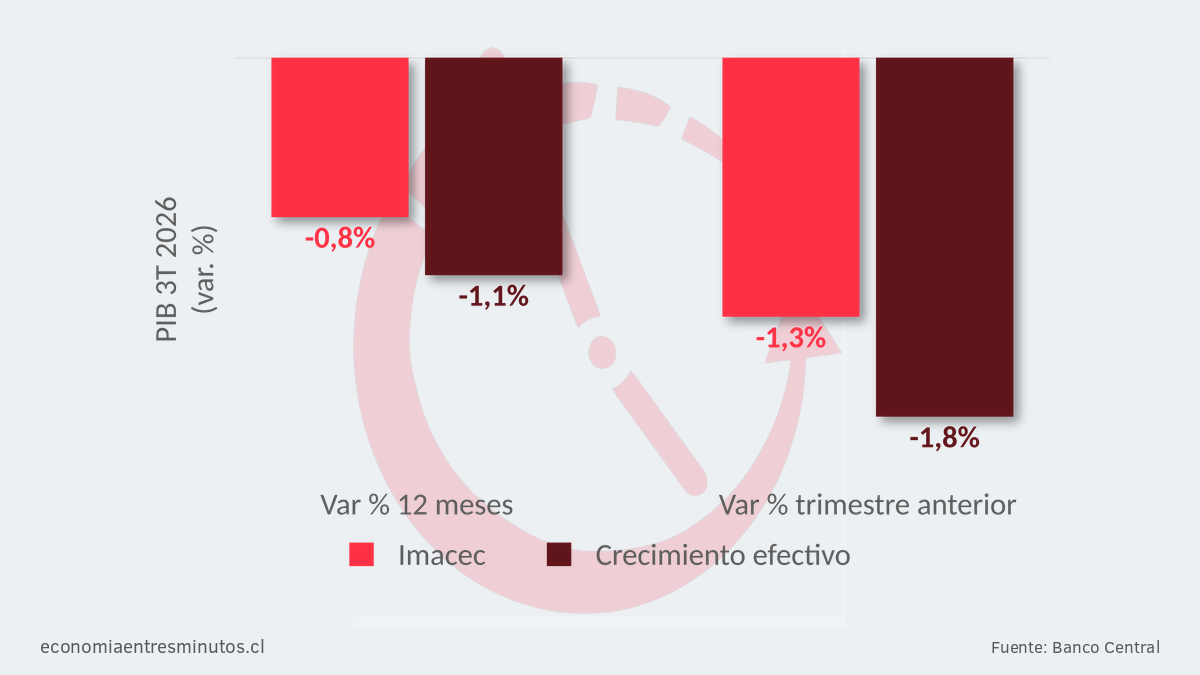 PIB 3T 2026
(var. %)
-0,8%
-1,1%
-1,3%
-1,8%
Var % 12 meses
Var % trimestre anterior
Imacec
Crecimiento efectivo
economiaentresminutos.cl
Fuente: Banco Central